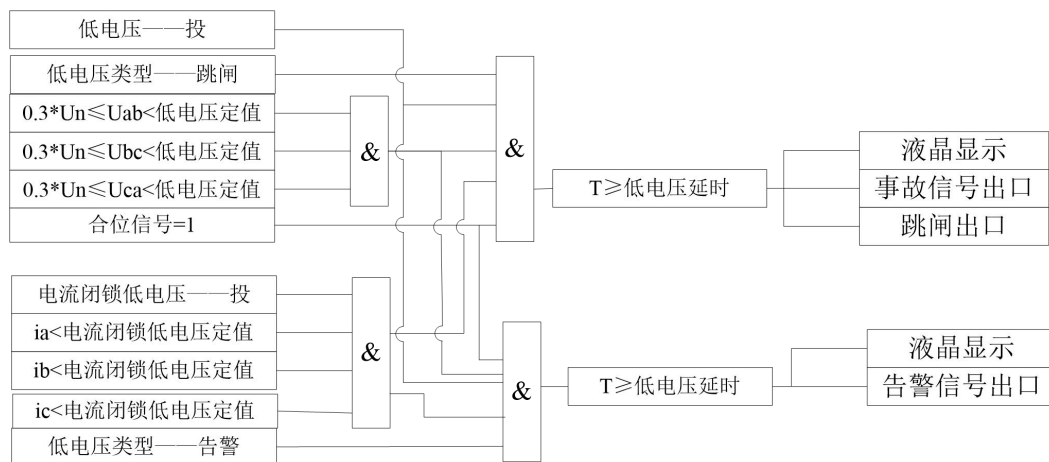 低电压——投
低电压类型——跳闸
0.3*Un≤Uab<低电压定值
0.3*Un≤Ubc<低电压定值
0.3*Un≤Uca<低电压定值
合位信号=1
&
&
T≥低电压延时
液晶显示
事故信号出口
跳闸出口
电流闭锁低电压——投
ia<电流闭锁低电压定值
ib<电流闭锁低电压定值
ic<电流闭锁低电压定值
低电压类型——告警
&
&
T≥低电压延时
液晶显示
告警信号出口